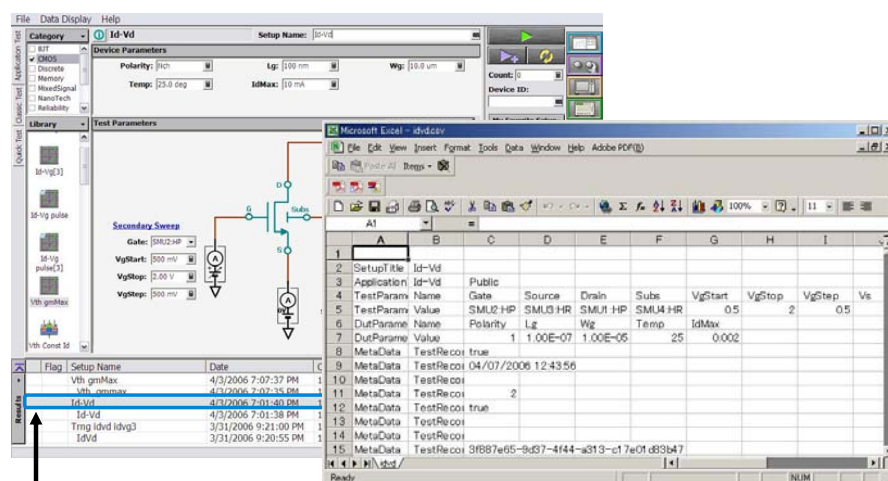 File Data Display Help
Category
Id-Vd
Setup Name: Id-Vd
Application Test
Classic Test
Quick Test
BJT
CMOS
Discrete
Memory
MixedSignal
NanoTech
Reliability
Device Parameters
Polarity: Nch
Lg: 100 nm
Wg: 10.0 um
Temp: 25.0 deg
IdMax: 10 mA
Count: 0
Device ID:
Library
Test Parameters
Id-Vg[3]
Id-Vg pulse
Id-Vg pulse[3]
Vth gmMax
Vth Const Id
Secondary Sweep
Gate: SMU2:HP
VgStart: 500 mV
VgStop: 2.00 V
VgStep: 500 mV
G
D
S
Subs
A
A
Results
Flag Setup Name Date
Vth gmMax 4/3/2006 7:07:37 PM
Vth gmmax 4/3/2006 7:07:35 PM
Id-Vd 4/3/2006 7:01:40 PM
Id-Vd 4/3/2006 7:01:38 PM
Trng idvd idvg3 3/31/2006 9:21:00 PM
IdVd 3/31/2006 9:20:55 PM
Microsoft Excel - idvd.csv
File Edit View Insert Format Tools Data Window Help Adobe PDF(B)
Paste All Items
100% 11
A1 =
A B C D E F G H I
1
2 SetupTitle Id-Vd
3 Application Id-Vd Public
4 TestParam Name Gate Source Drain Subs VgStart VgStop VgStep Vs
5 TestParam Value SMU2:HP SMU3:HR SMU1:HP SMU4:HR 0.5 2 0.5
6 DutParame Name Polarity Lg Wg Temp IdMax
7 DutParame Value 1 1.00E-07 1.00E-05 25 0.002
8 MetaData TestRecor true
9 MetaData TestRecor 04/07/2006 12:43:56
10 MetaData TestRecor
11 MetaData TestRecor 2
12 MetaData TestRecor true
13 MetaData TestRecor
14 MetaData TestRecor
15 MetaData TestRecor 3f887e65-9d37-4f44-a313-c17e01d83b47
idvd
Ready NUM